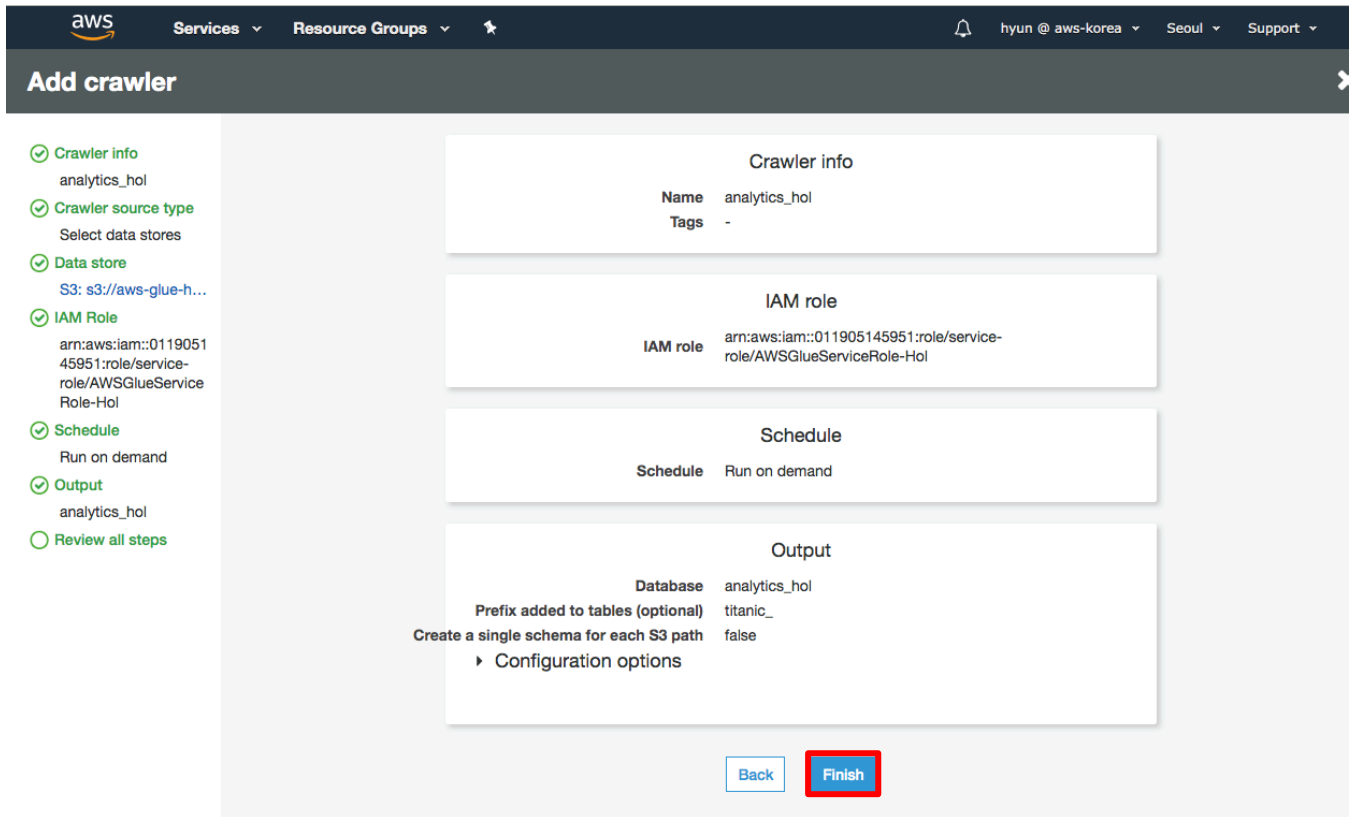 aws
Services
Resource Groups
hyun @ aws-korea
Seoul
Support
Add crawler
Crawler info
analytics_hol
Crawler source type
Select data stores
Data store
S3: s3://aws-glue-h...
IAM Role
arn:aws:iam::0119051
45951:role/service-
role/AWSGlueService
Role-Hol
Schedule
Run on demand
Output
analytics_hol
Review all steps
Crawler info
Name analytics_hol
Tags -
IAM role
IAM role arn:aws:iam::011905145951:role/service-
role/AWSGlueServiceRole-Hol
Schedule
Schedule Run on demand
Output
Database analytics_hol
Prefix added to tables (optional) titanic_
Create a single schema for each S3 path false
Configuration options
Back
Finish